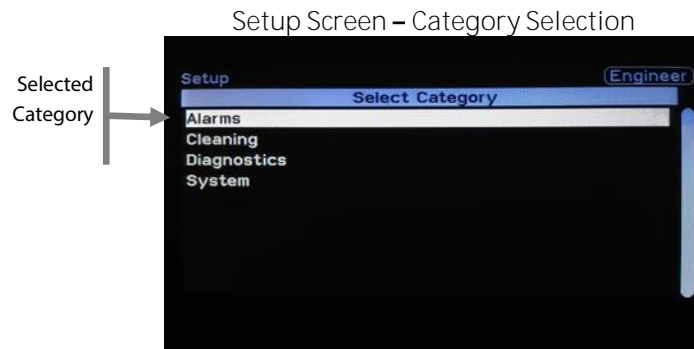 Setup Screen – Category Selection
Selected
Category
Setup
Engineer
Select Category
Alarms
Cleaning
Diagnostics
System